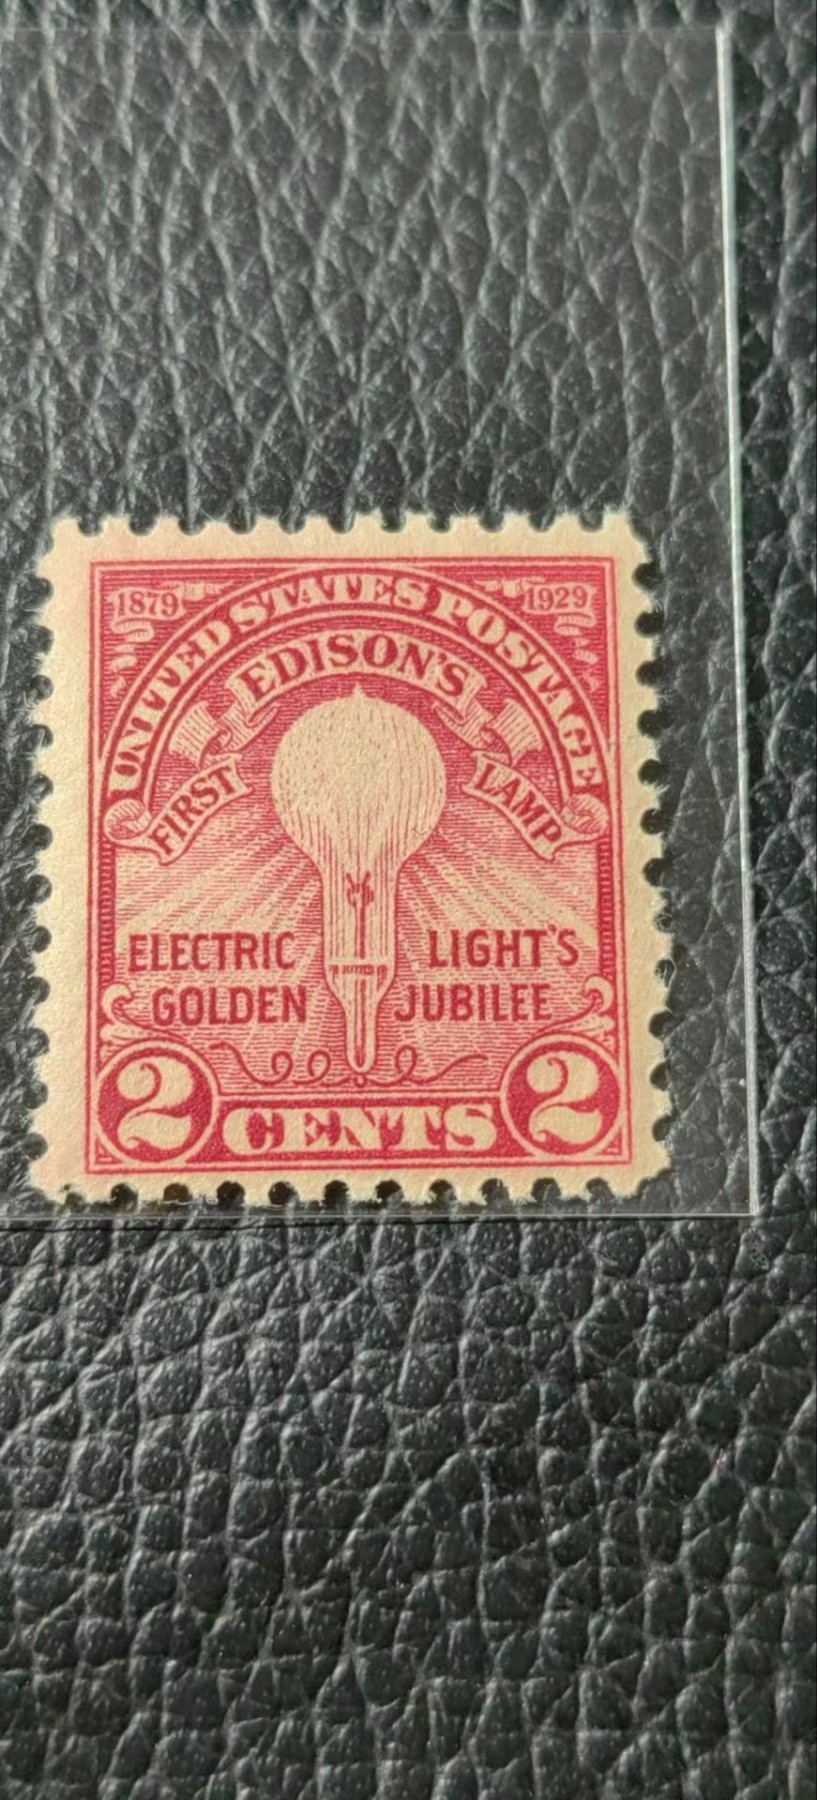 1879 1929
UNITED STATES POSTAGE
EDISON'S
FIRST LAMP
ELECTRIC LIGHT'S
GOLDEN JUBILEE
2 CENTS 2